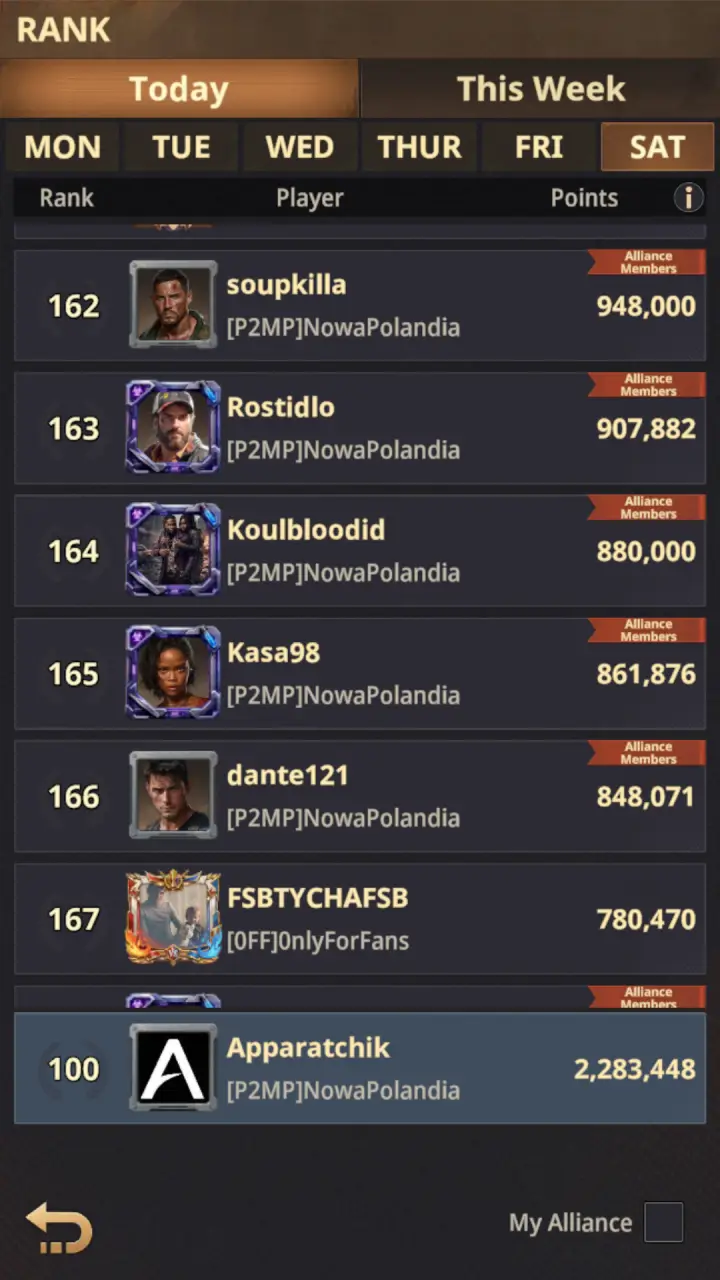 RANK
Today
This Week
MON TUE WED THUR FRI SAT
Rank Player Points i
Alliance
Members
162
soupkilla
[P2MP]NowaPolandia
948,000
Alliance
Members
163
Rostidlo
[P2MP]NowaPolandia
907,882
Alliance
Members
164
Koulbloodid
[P2MP]NowaPolandia
880,000
Alliance
Members
165
Kasa98
[P2MP]NowaPolandia
861,876
Alliance
Members
166
dante121
[P2MP]NowaPolandia
848,071
167
FSBTYCHAFSB
[0FF]0nlyForFans
780,470
Alliance
Members
100
A
Apparatchik
[P2MP]NowaPolandia
2,283,448
My Alliance